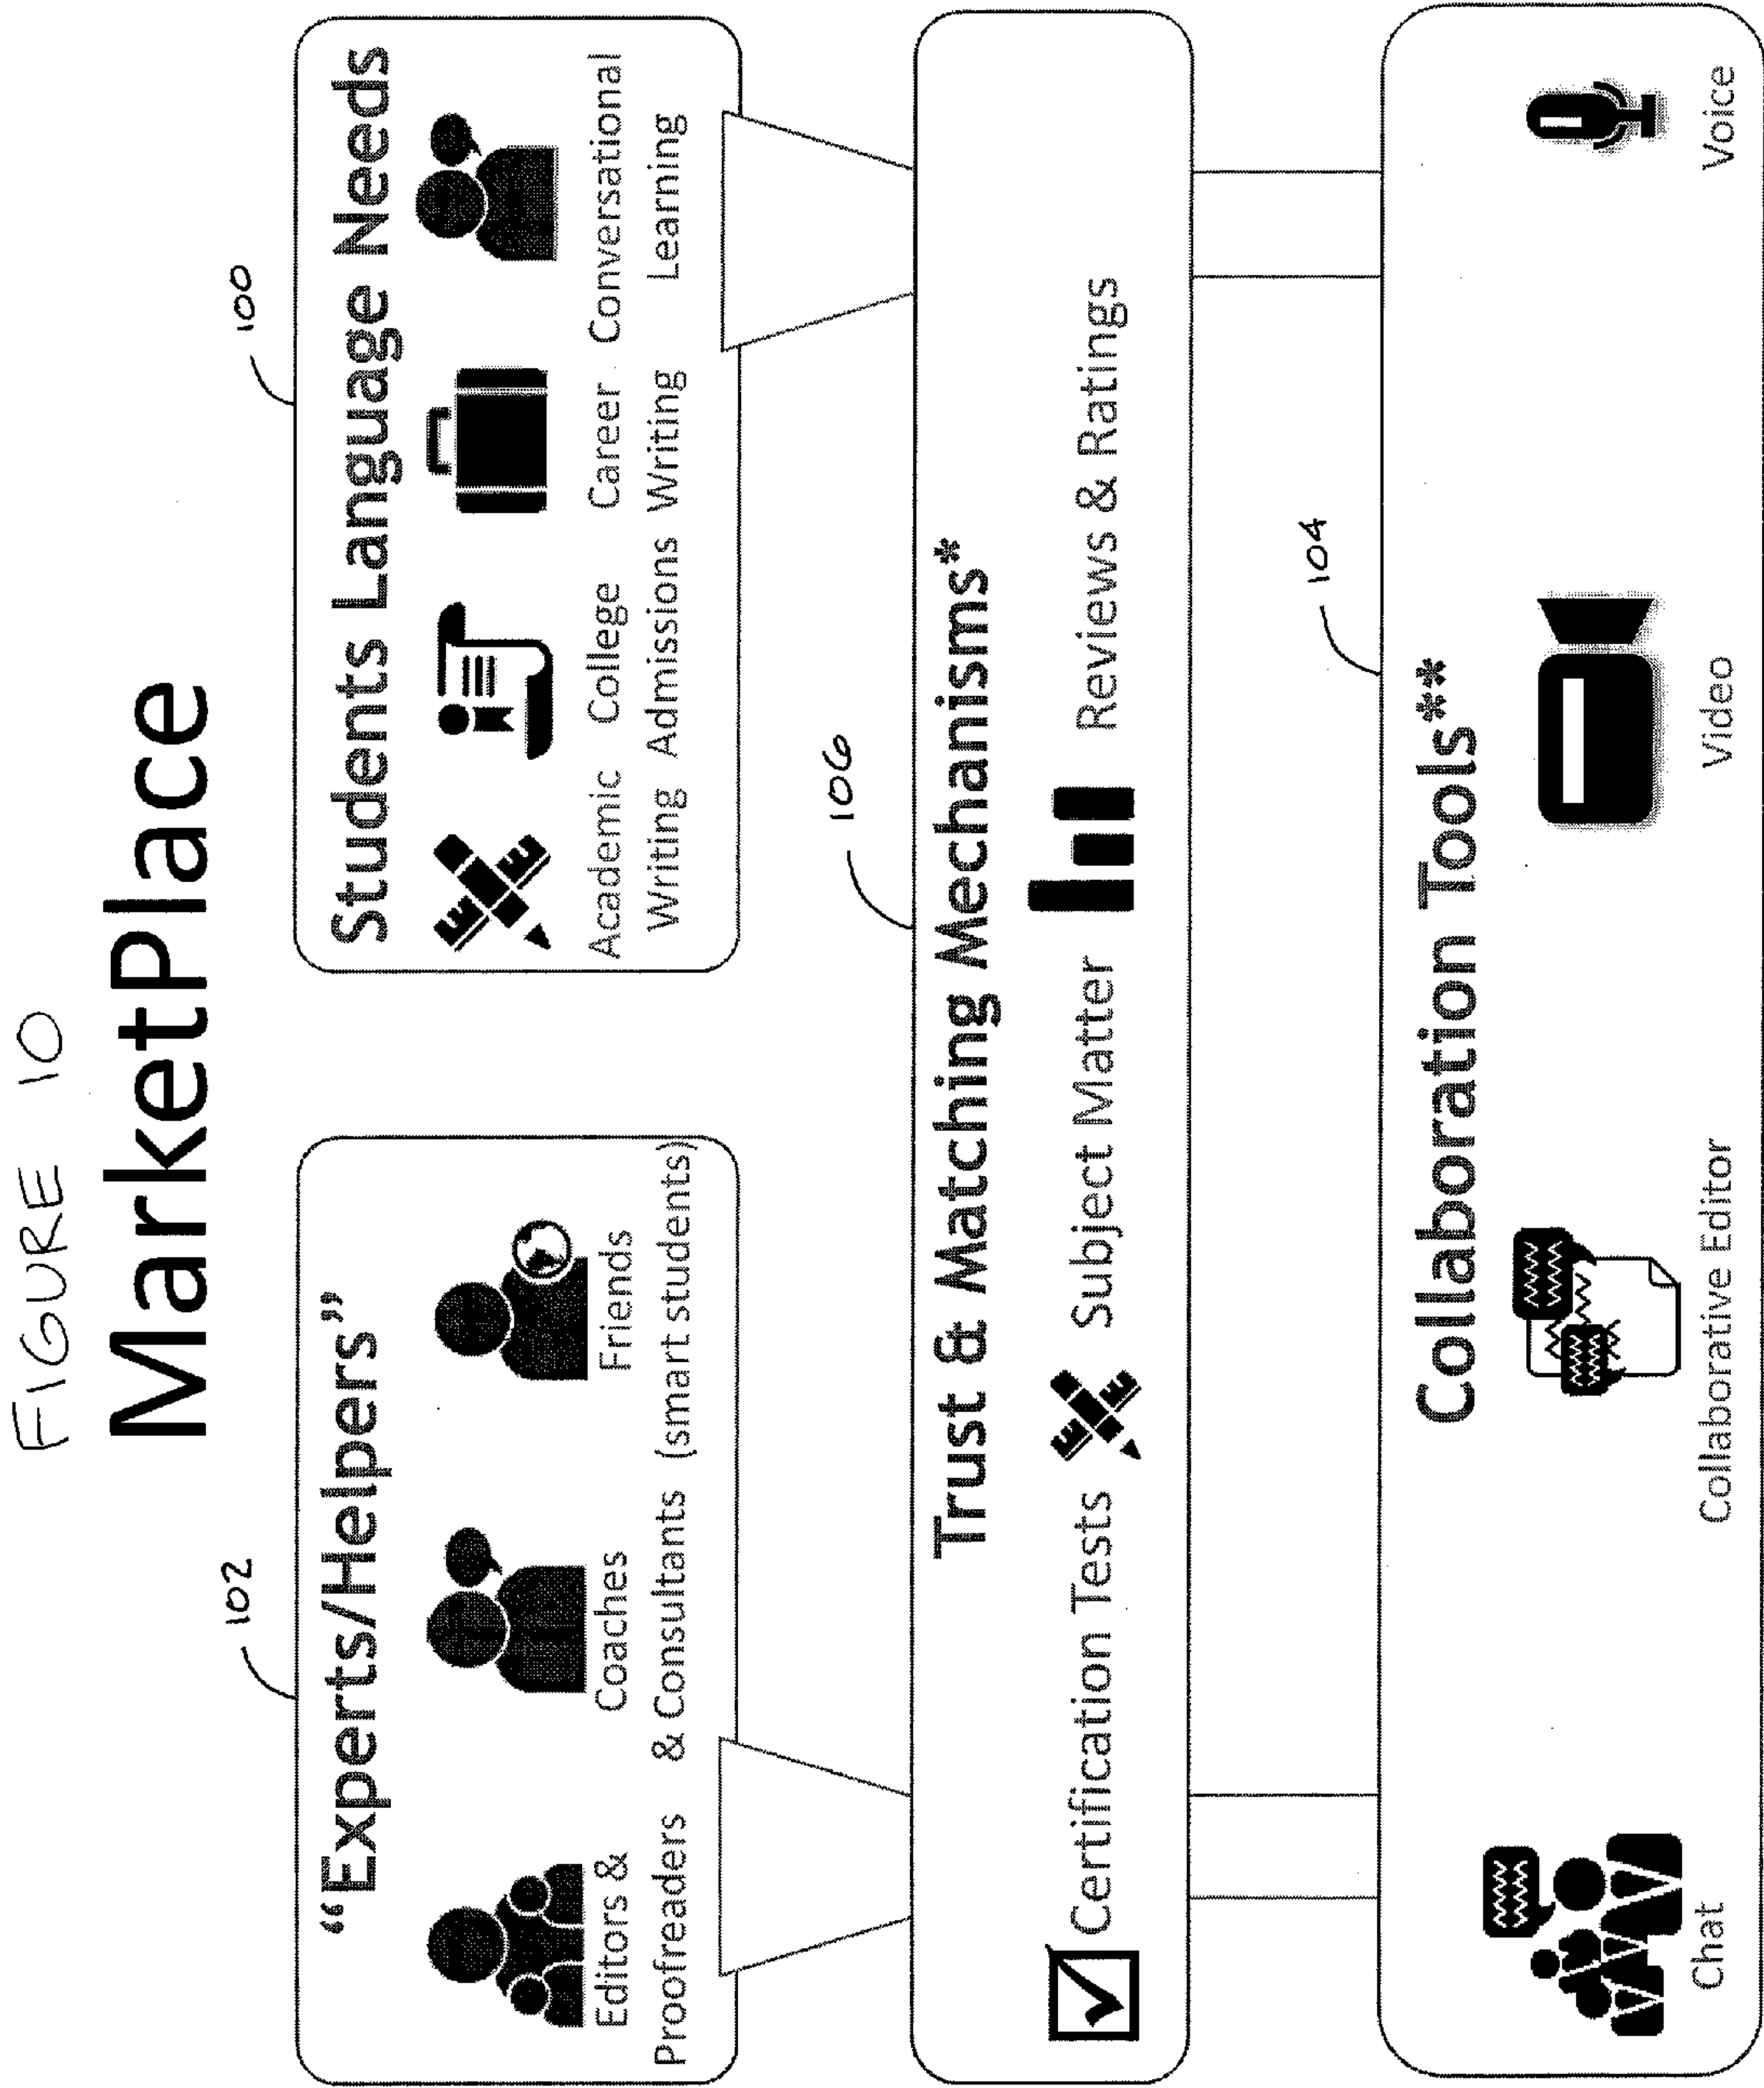 FIGURE 10
MarketPlace
102
"Experts/Helpers"
Editors &
Proofreaders
Coaches
& Consultants
Friends
(smart students)
100
Students Language Needs
Academic
Writing
College
Admissions
Career
Writing
Conversational
Learning
106
Trust & Matching Mechanisms*
Certification Tests
Subject Matter
Reviews & Ratings
104
Collaboration Tools**
Chat
Collaborative Editor
Video
Voice